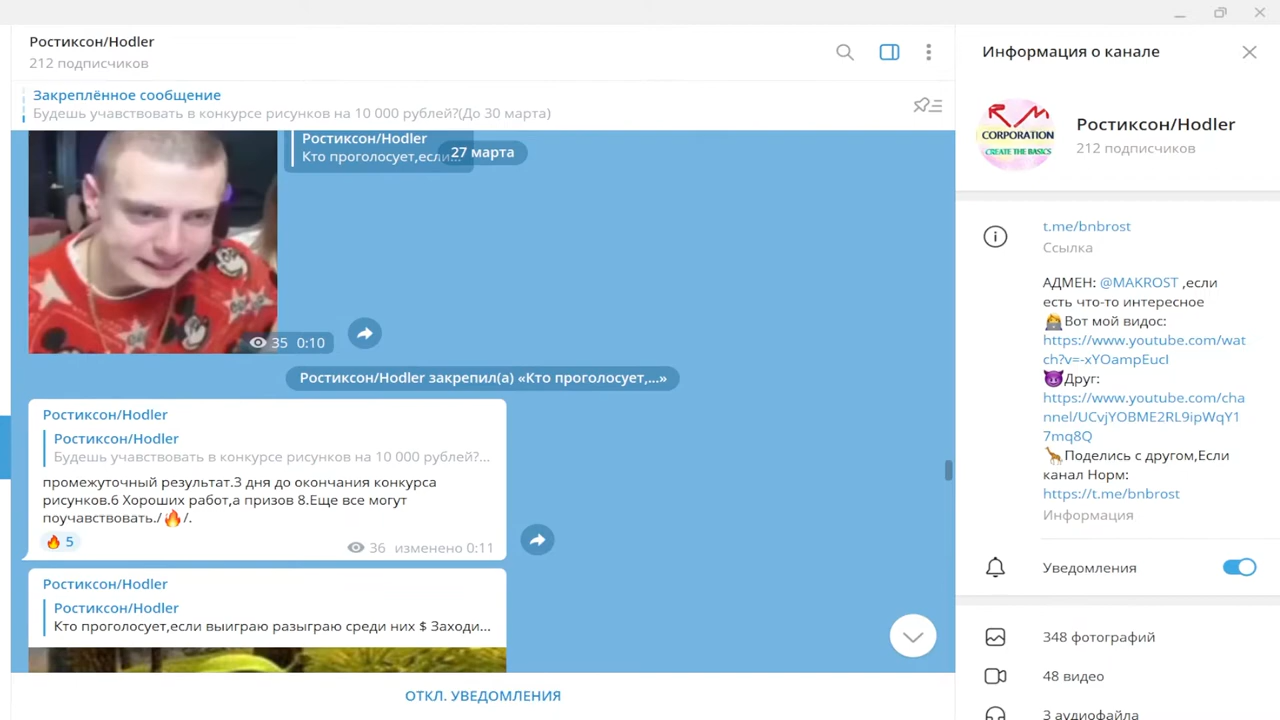 Ростиксон/Hodler
212 подписчиков
Закреплённое сообщение
Будешь учавствовать в конкурсе рисунков на 10 000 рублей?(До 30 марта)
Ростиксон/Hodler
Кто проголосует,если...
27 марта
35 0:10
Ростиксон/Hodler закрепил(а) «Кто проголосует,...»
Ростиксон/Hodler
Ростиксон/Hodler
Будешь учавствовать в конкурсе рисунков на 10 000 рублей?...
промежуточный результат.3 дня до окончания конкурса
рисунков.6 Хороших работ,а призов 8.Еще все могут
поучавствовать./🔥/.
🔥 5
36 изменено 0:11
Ростиксон/Hodler
Ростиксон/Hodler
Кто проголосует,если выиграю разыграю среди них $ Заходи...
ОТКЛ. УВЕДОМЛЕНИЯ
Информация о канале
RM
CORPORATION
CREATE THE BASICS
Ростиксон/Hodler
212 подписчиков
t.me/bnbrost
Ссылка
АДМЕН: @MAKROST ,если
есть что-то интересное
🙋Вот мой видос:
https://www.youtube.com/wat
ch?v=-xYOampEucI
😈Друг:
https://www.youtube.com/cha
nnel/UCvjYOBME2RL9ipWqY1
7mq8Q
🦒Поделись с другом,Если
канал Норм:
https://t.me/bnbrost
Информация
Уведомления
348 фотографий
48 видео
3 аудиофайла